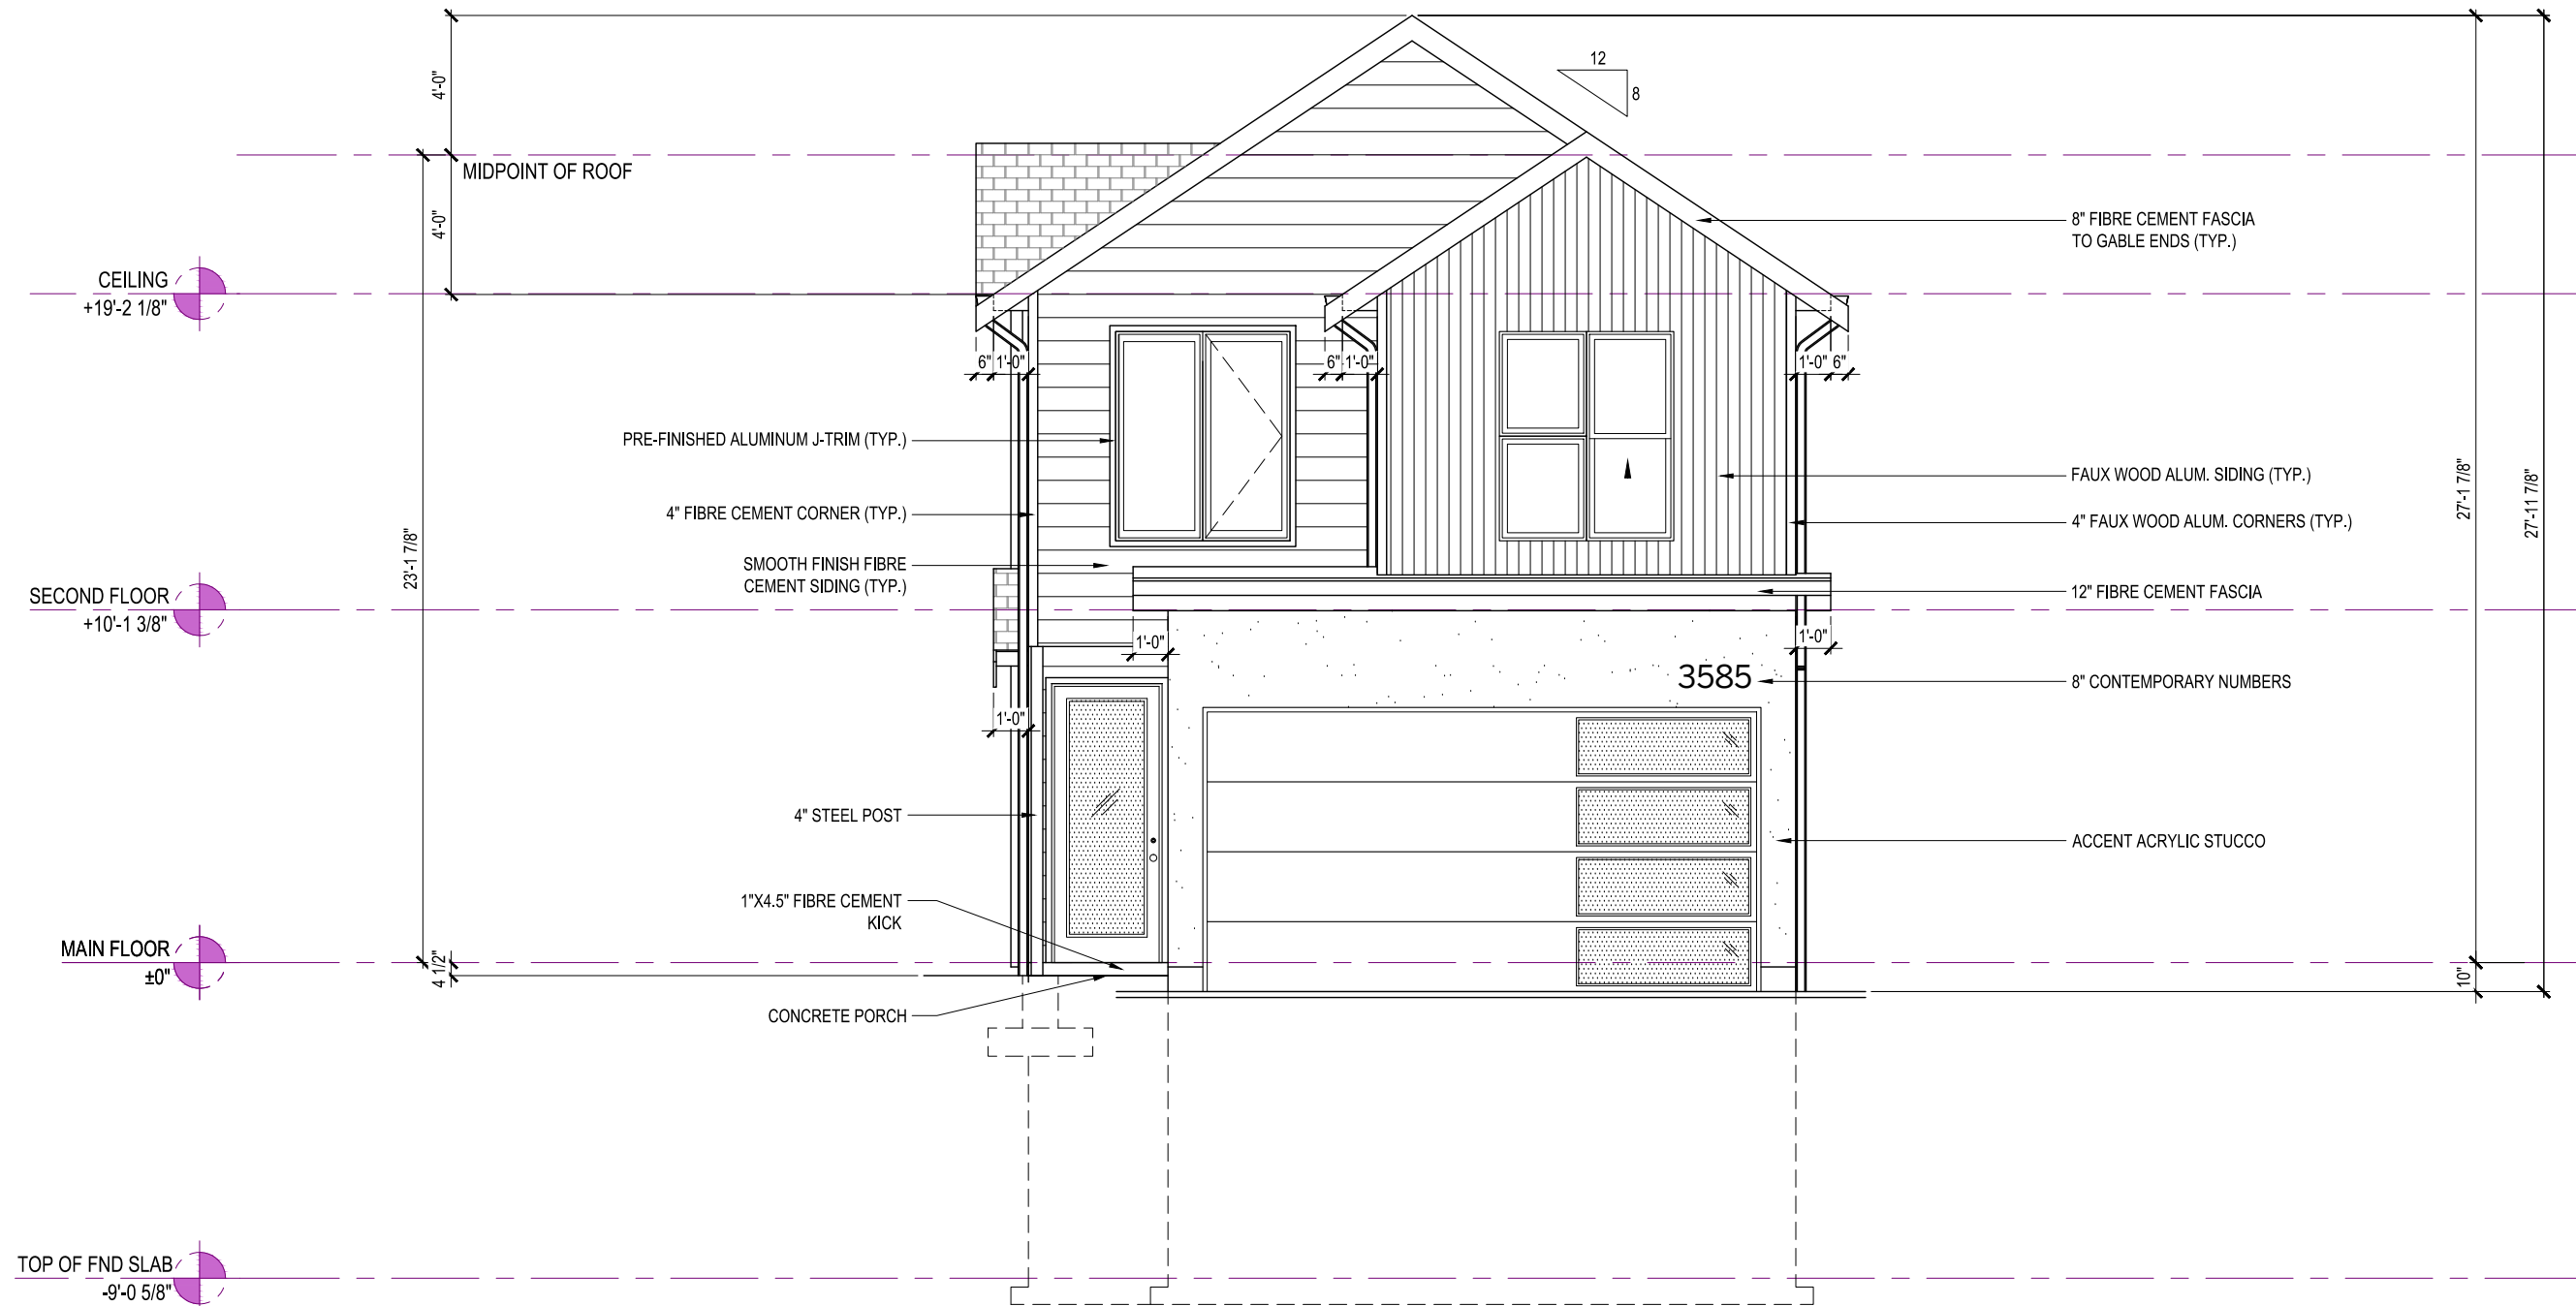 4'-0"
12
8
MIDPOINT OF ROOF
4'-0"
8" FIBRE CEMENT FASCIA
TO GABLE ENDS (TYP.)
CEILING
+19'-2 1/8"
6" 1'-0"
6" 1'-0"
1'-0" 6"
PRE-FINISHED ALUMINUM J-TRIM (TYP.)
FAUX WOOD ALUM. SIDING (TYP.)
27'-1 7/8"
27'-11 7/8"
4" FIBRE CEMENT CORNER (TYP.)
4" FAUX WOOD ALUM. CORNERS (TYP.)
23'-1 7/8"
SMOOTH FINISH FIBRE
CEMENT SIDING (TYP.)
12" FIBRE CEMENT FASCIA
SECOND FLOOR
+10'-1 3/8"
1'-0"
1'-0"
3585
8" CONTEMPORARY NUMBERS
1'-0"
4" STEEL POST
ACCENT ACRYLIC STUCCO
1"X4.5" FIBRE CEMENT
KICK
MAIN FLOOR
±0"
4 1/2"
10"
CONCRETE PORCH
TOP OF FND SLAB
-9'-0 5/8"